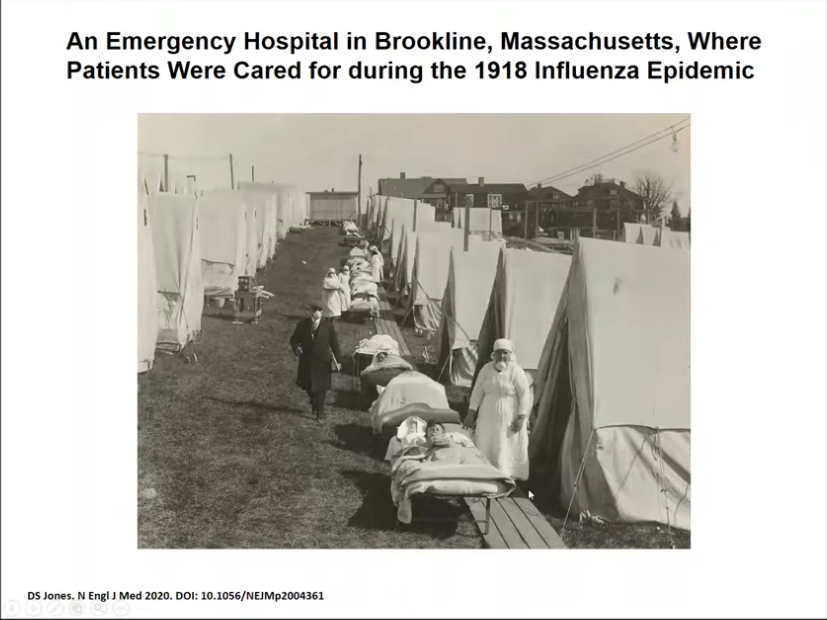 An Emergency Hospital in Brookline, Massachusetts, Where
Patients Were Cared for during the 1918 Influenza Epidemic
DS Jones. N Engl J Med 2020. DOI: 10.1056/NEJMp2004361